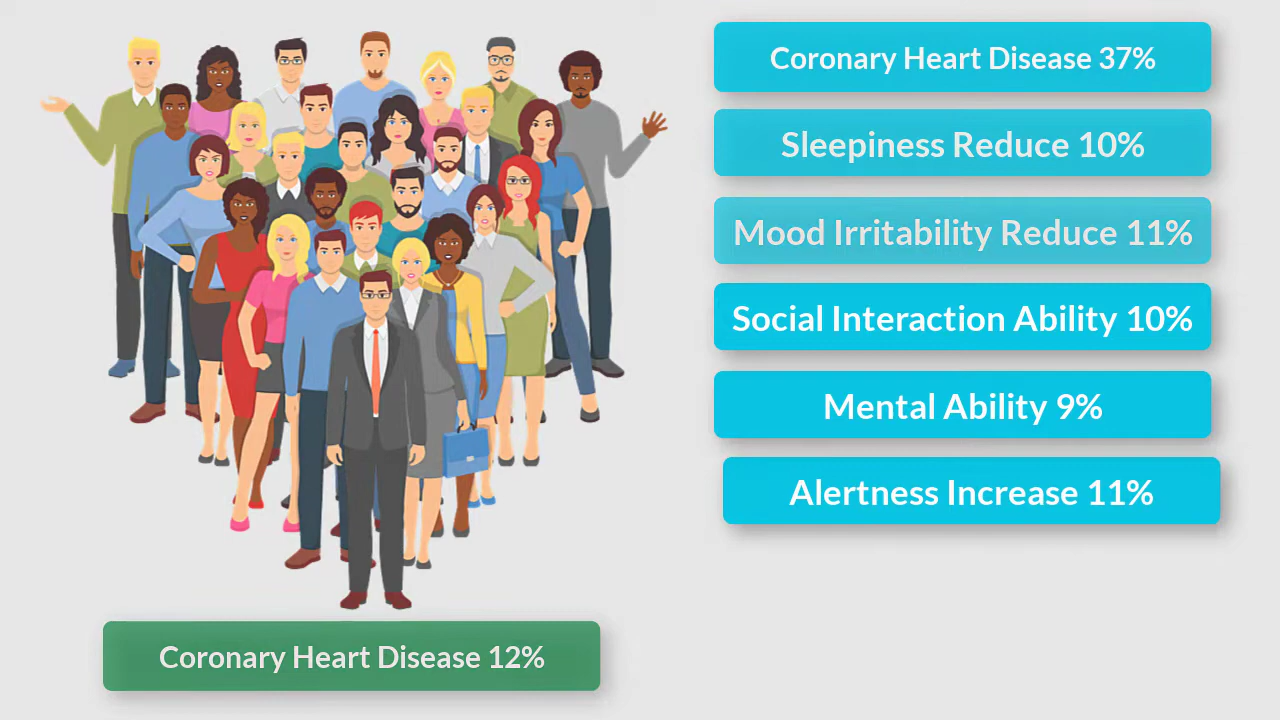 Coronary Heart Disease 37%
Sleepiness Reduce 10%
Mood Irritability Reduce 11%
Social Interaction Ability 10%
Mental Ability 9%
Alertness Increase 11%
Coronary Heart Disease 12%